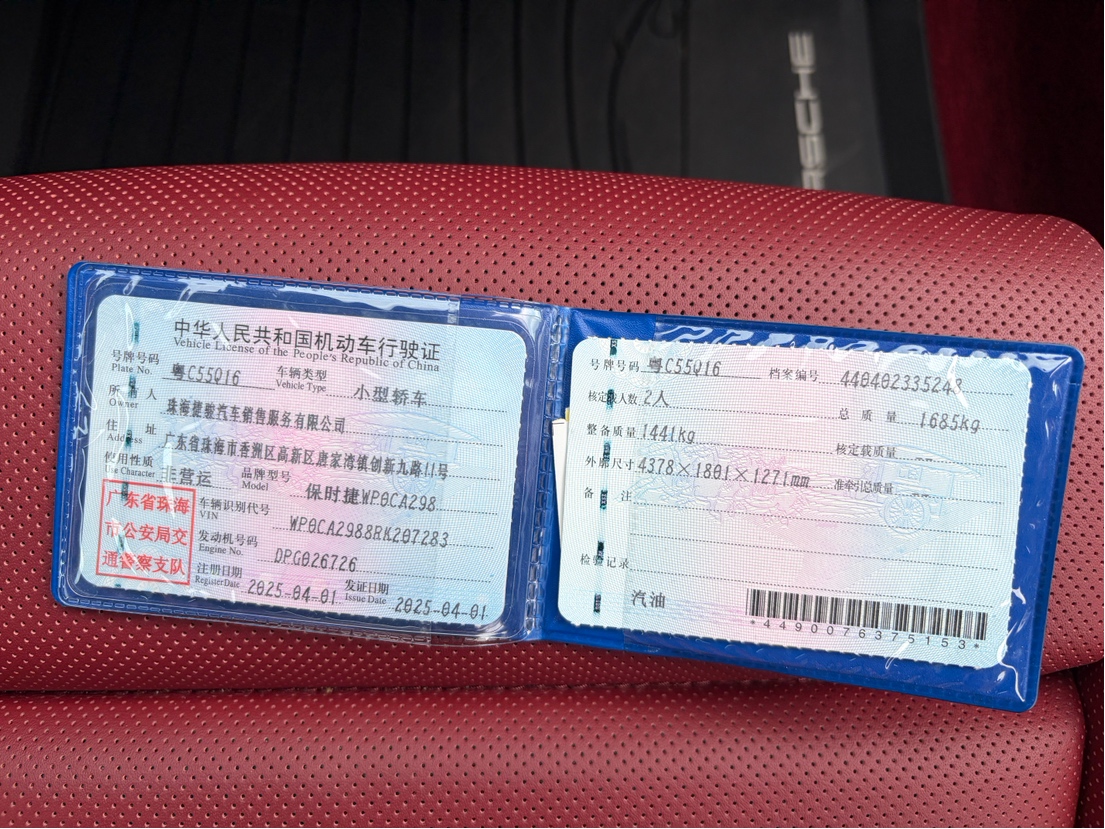 RSCHE
中华人民共和国机动车行驶证
Vehicle License of the People's Republic of China
号牌号码 粤C55Q16 车辆类型 小型轿车
Plate No. Vehicle Type
所有人 珠海捷骏汽车销售服务有限公司
Owner
住址 广东省珠海市香洲区高新区唐家湾镇创新九路11号
Address
使用性质 非营运 品牌型号 保时捷WP0CA298
Use Character Model
车辆识别代号 WP0CA2988RK207283
VIN
发动机号码 DPG026726
Engine No.
注册日期 2025-04-01 发证日期 2025-04-01
Register Date Issue Date
广东省珠海
市公安局交
通警察支队
号牌号码 粤C55Q16 档案编号 440402335248
核定载人数 2人 总质量 1685kg
整备质量 1441kg 核定载质量 --
外廓尺寸 4378×1801×1271mm 准牵引总质量 --
备注
检验记录
汽油
*4490076375153*